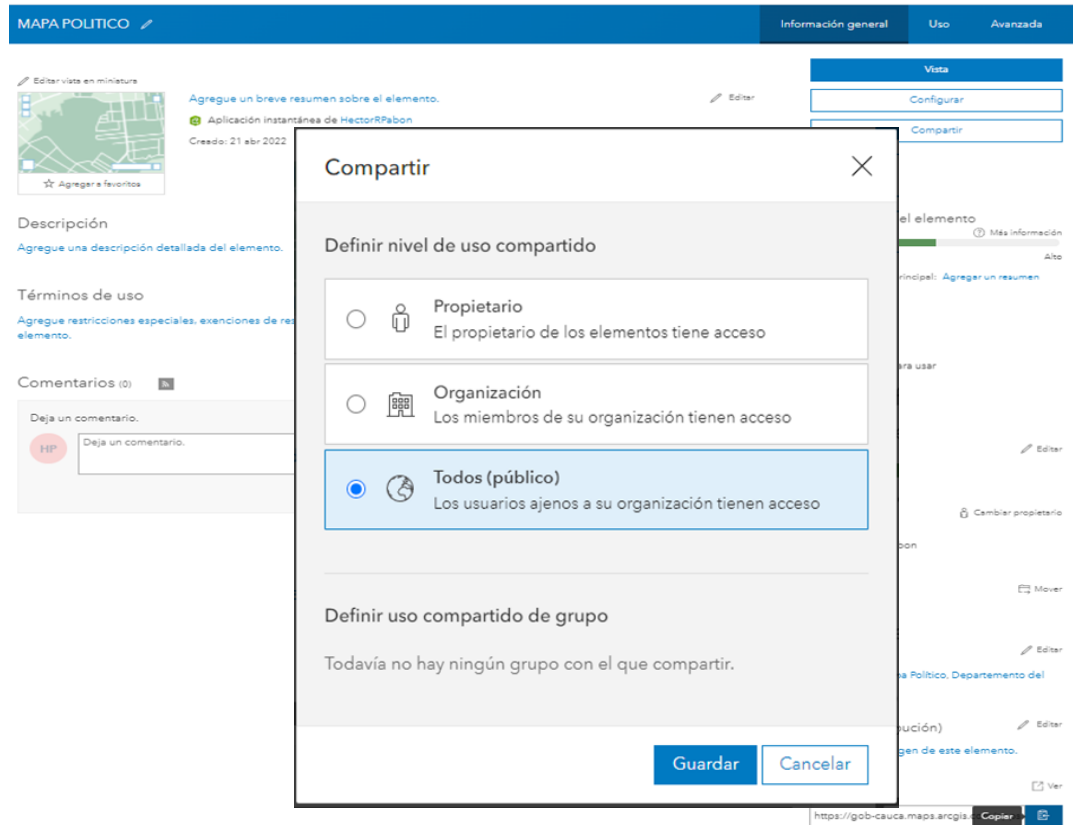 MAPA POLITICO
Información general
Uso
Avanzada
Editar vista en miniatura
Agregue un breve resumen sobre el elemento.
Editar
Aplicación instantánea de HectorRPabon
Creado: 21 abr 2022
Agregar a favoritos
Vista
Configurar
Compartir
Descripción
Agregue una descripción detallada del elemento.
Términos de uso
Agregue restricciones especiales, exenciones de res
elemento.
Comentarios (0)
Deja un comentario.
HP
Deja un comentario.
Compartir
Definir nivel de uso compartido
Propietario
El propietario de los elementos tiene acceso
Organización
Los miembros de su organización tienen acceso
Todos (público)
Los usuarios ajenos a su organización tienen acceso
Definir uso compartido de grupo
Todavía no hay ningún grupo con el que compartir.
Guardar
Cancelar
el elemento
Más información
Alto
rincipal: Agregar un resumen
ara usar
Editar
Cambiar propietario
bon
Mover
Editar
pa Político, Departamento del
bución)
Editar
gen de este elemento.
Ver
https://gob-cauca.maps.arcgis.
Copiar